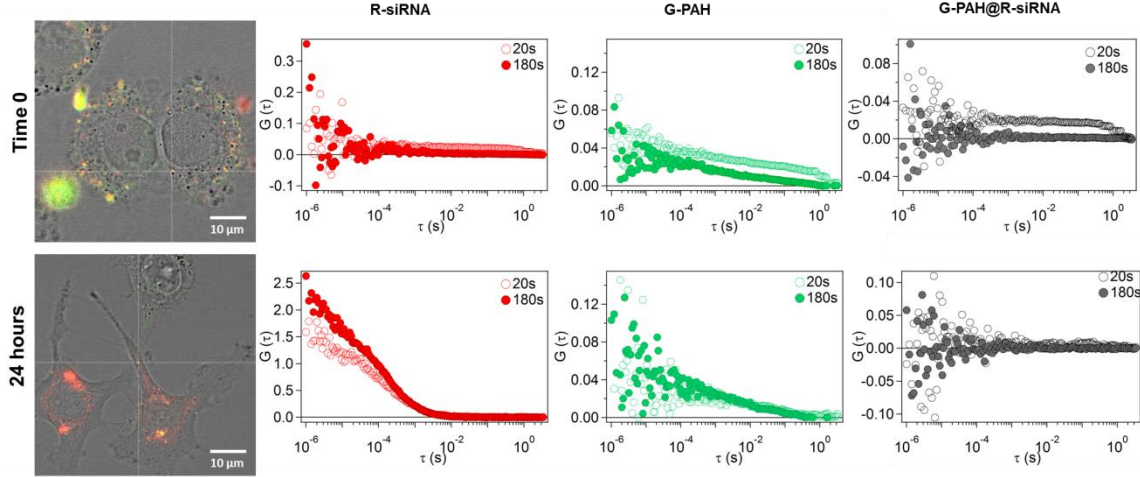 R-siRNA
G-PAH
G-PAH@R-siRNA
Time 0
10 µm
G (τ)
0.3
0.2
0.1
0.0
-0.1
10-6
10-4
10-2
100
τ (s)
20s
180s
G (τ)
0.15
0.12
0.08
0.04
0.00
10-6
10-4
10-2
100
τ (s)
20s
180s
G (τ)
0.08
0.04
0.00
-0.04
10-6
10-4
10-2
100
τ (s)
20s
180s
24 hours
10 µm
G (τ)
2.5
2.0
1.5
1.0
0.5
0.0
10-6
10-4
10-2
100
τ (s)
20s
180s
G (τ)
0.12
0.08
0.04
0.00
10-6
10-4
10-2
100
τ (s)
20s
180s
G (τ)
0.10
0.05
0.00
-0.05
-0.10
10-6
10-4
10-2
100
τ (s)
20s
180s